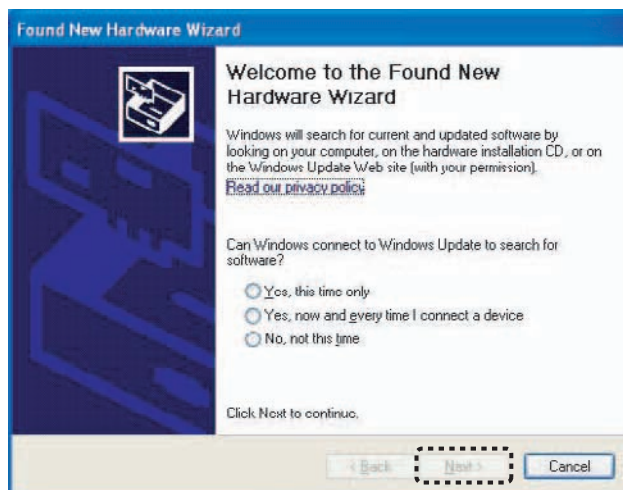 Found New Hardware Wizard
Welcome to the Found New
Hardware Wizard
Windows will search for current and updated software by
looking on your computer, on the hardware installation CD, or on
the Windows Update Web site (with your permission).
Read our privacy policy
Can Windows connect to Windows Update to search for
software?
Yes, this time only
Yes, now and every time I connect a device
No, not this time
Click Next to continue.
< Back Next > Cancel